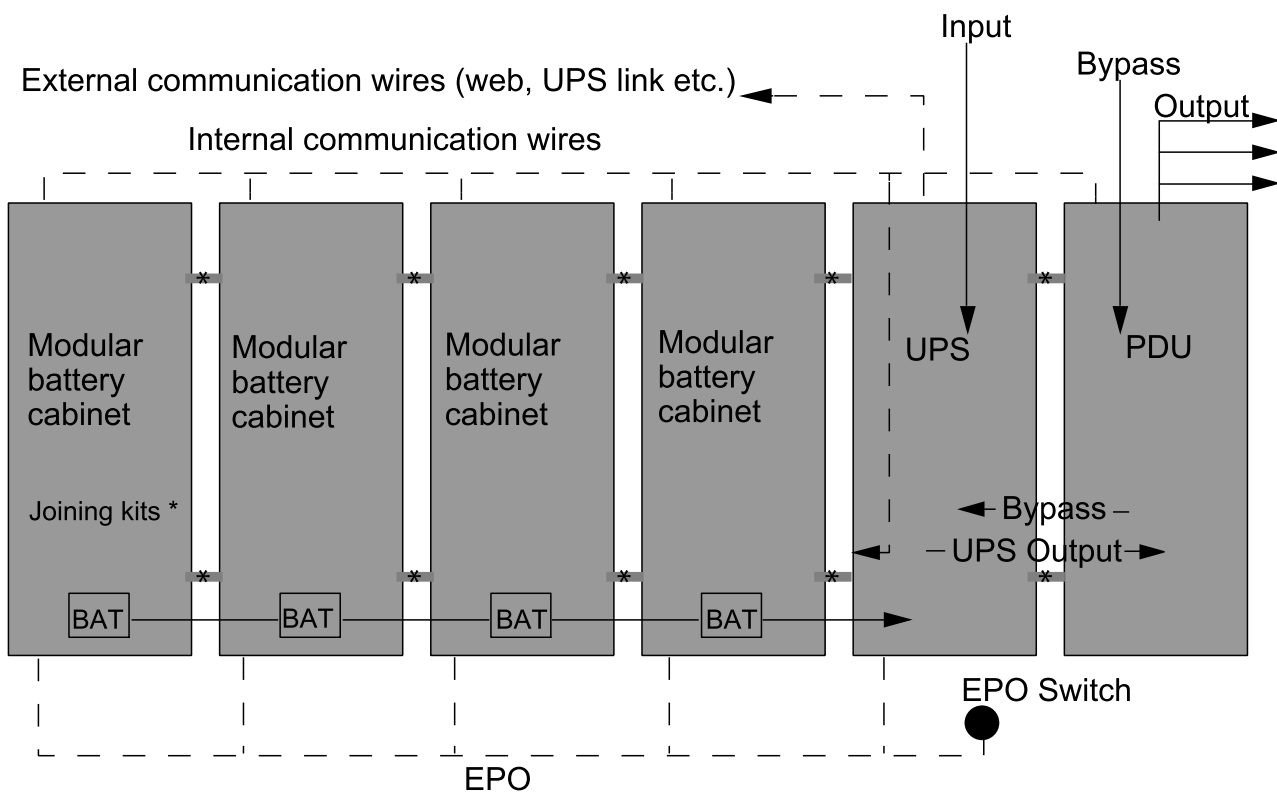 Input
External communication wires (web, UPS link etc.)
Bypass
Output
Internal communication wires
* * * * *
Modular
battery
cabinet
Modular
battery
cabinet
Modular
battery
cabinet
Modular
battery
cabinet
UPS
PDU
Joining kits *
Bypass
UPS Output
* * * * *
BAT BAT BAT BAT
EPO Switch
EPO